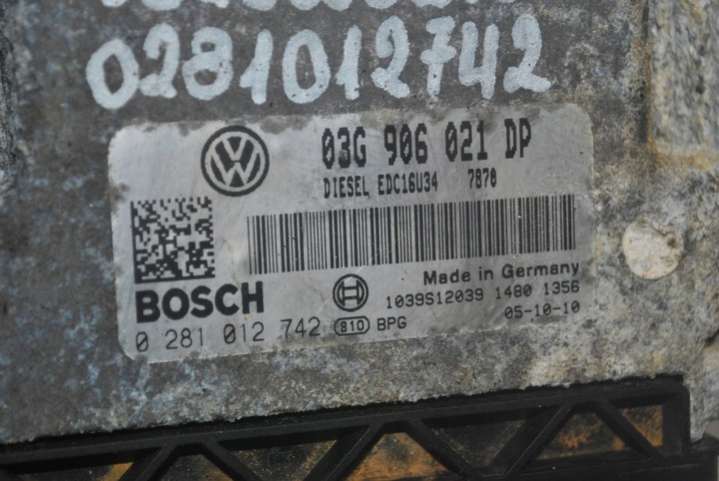 0281012742
VW
03G 906 021 DP
DIESEL EDC16U34 7870
Made in Germany
BOSCH
1039S12039 1480 1356
0 281 012 742 810 BPG 05-10-10